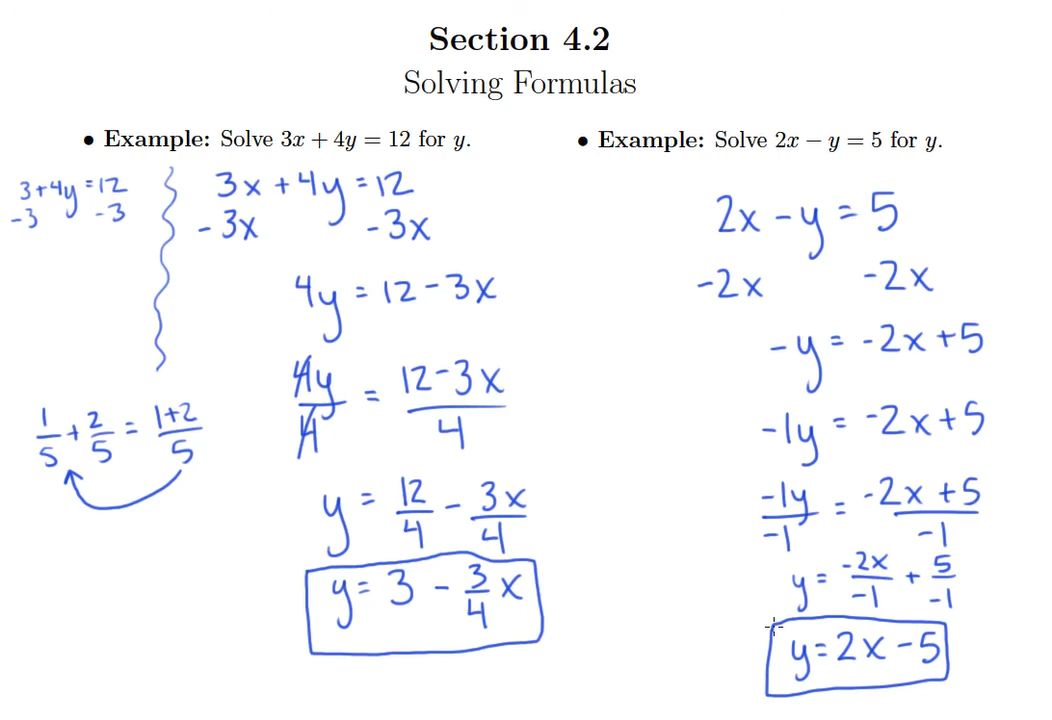 Section 4.2
Solving Formulas
• Example: Solve 3x + 4y = 12 for y.
3+4y=12
-3 -3
3x+4y=12
-3x -3x
4y=12-3x
4y/4 = (12-3x)/4
1/5 + 2/5 = (1+2)/5
y = 12/4 - 3x/4
y=3 - 3/4 x
• Example: Solve 2x − y = 5 for y.
2x-y=5
-2x -2x
-y=-2x+5
-1y=-2x+5
-1y/-1 = (-2x+5)/-1
y= -2x/-1 + 5/-1
y=2x-5